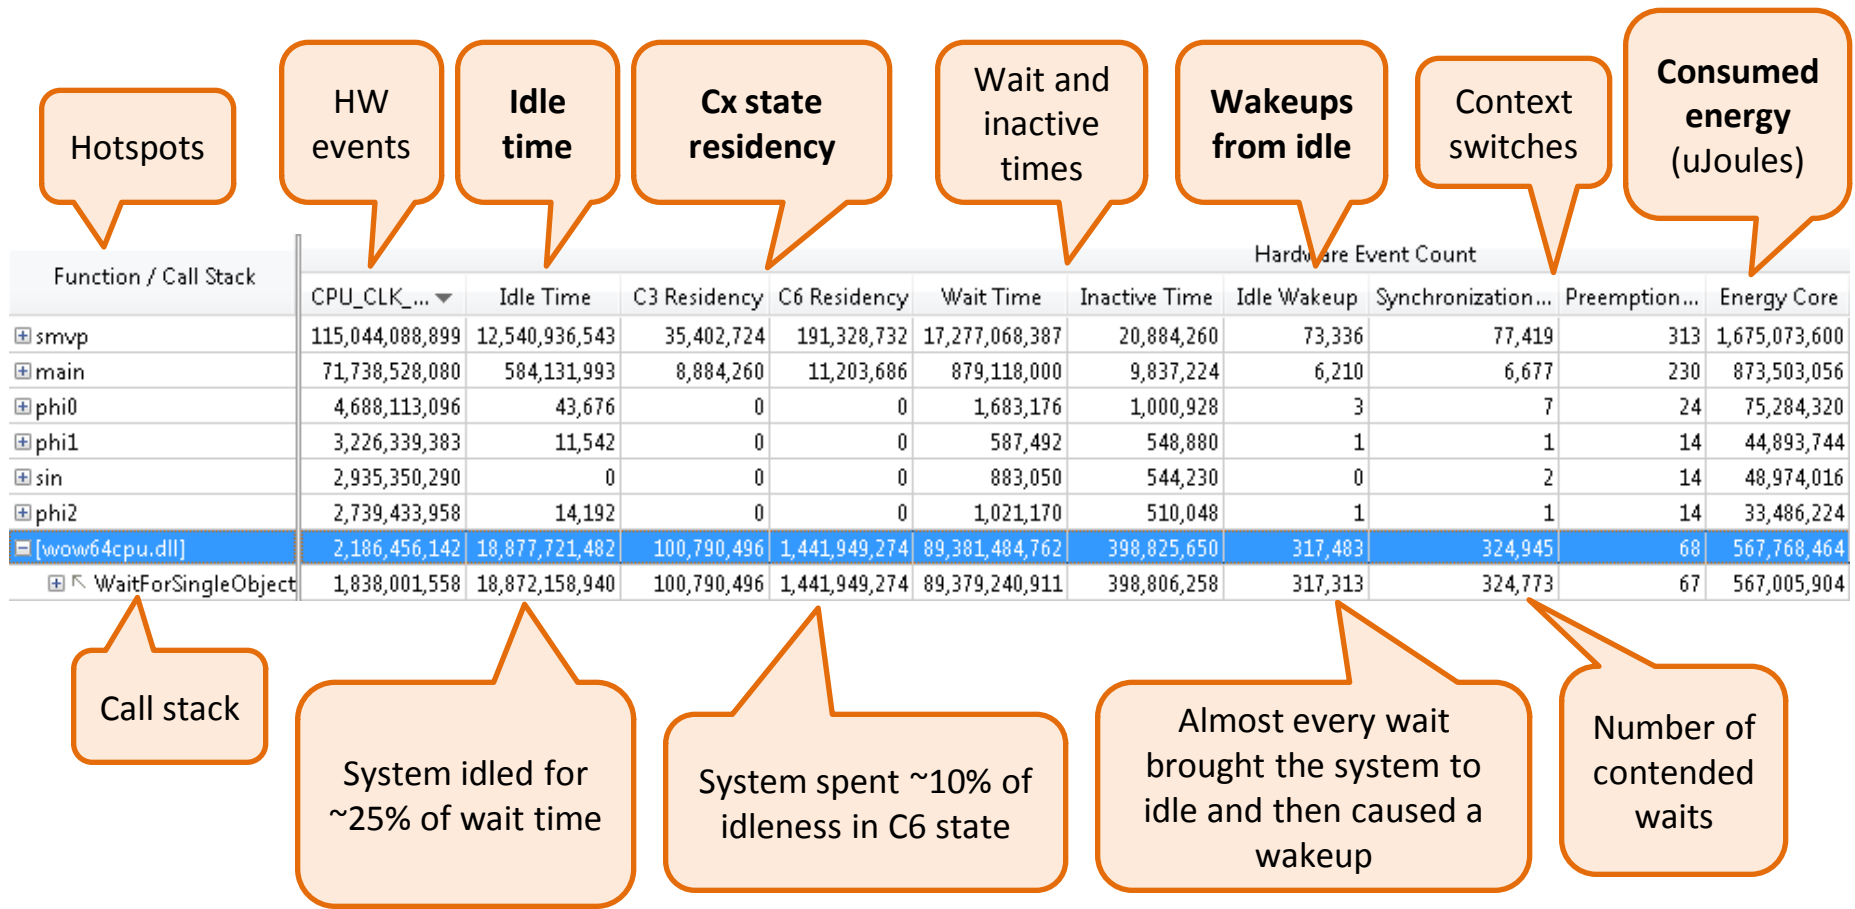 Hotspots
HW
events
Idle
time
Cx state
residency
Wait and
inactive
times
Wakeups
from idle
Context
switches
Consumed
energy
(uJoules)
Function / Call Stack
Hardware Event Count
CPU_CLK_... Idle Time C3 Residency C6 Residency Wait Time Inactive Time Idle Wakeup Synchronization... Preemption... Energy Core
smvp 115,044,088,899 12,540,936,543 35,402,724 191,328,732 17,277,068,387 20,884,260 73,336 77,419 313 1,675,073,600
main 71,738,528,080 584,131,993 8,884,260 11,203,686 879,118,000 9,837,224 6,210 6,677 230 873,503,056
phi0 4,688,113,096 43,676 0 0 1,683,176 1,000,928 3 7 24 75,284,320
phi1 3,226,339,383 11,542 0 0 587,492 548,880 1 1 14 44,893,744
sin 2,935,350,290 0 0 0 883,050 544,230 0 2 14 48,974,016
phi2 2,739,433,958 14,192 0 0 1,021,170 510,048 1 1 14 33,486,224
[wow64cpu.dll] 2,186,456,142 18,877,721,482 100,790,496 1,441,949,274 89,381,484,762 398,825,650 317,483 324,945 68 567,768,464
WaitForSingleObject 1,838,001,558 18,872,158,940 100,790,496 1,441,949,274 89,379,240,911 398,806,258 317,313 324,773 67 567,005,904
Call stack
System idled for
~25% of wait time
System spent ~10% of
idleness in C6 state
Almost every wait
brought the system to
idle and then caused a
wakeup
Number of
contended
waits